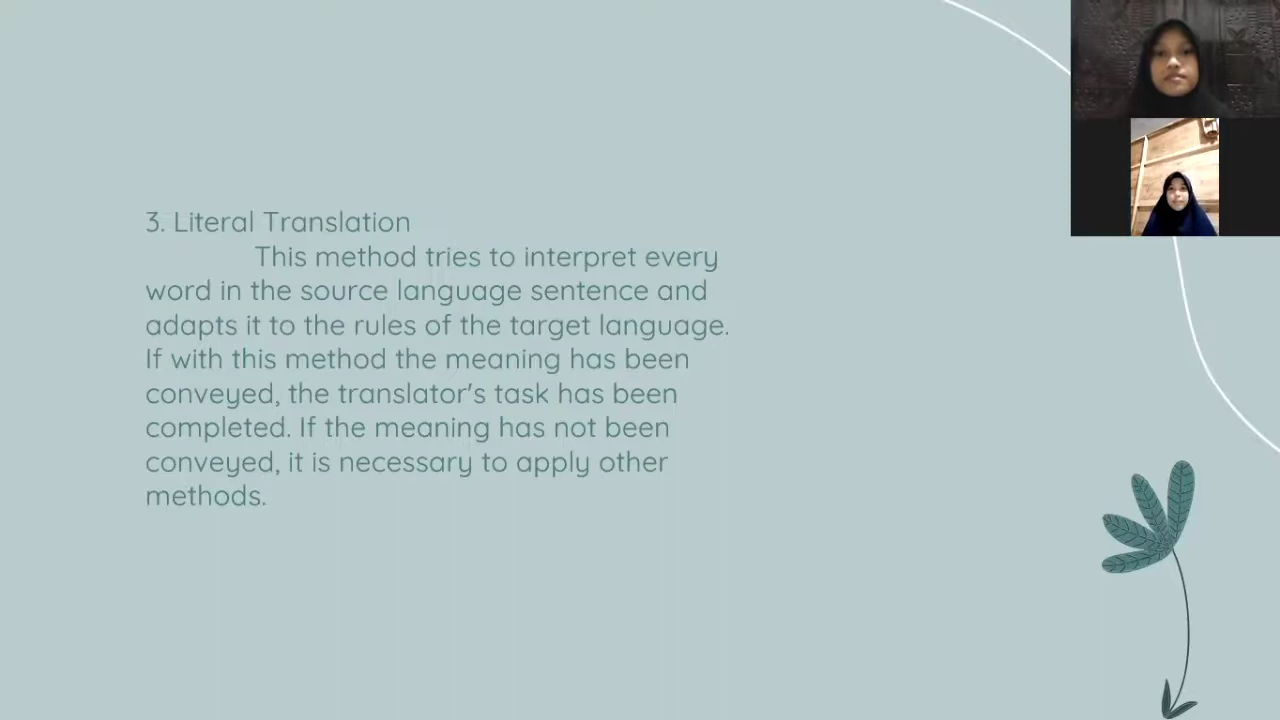 3. Literal Translation
This method tries to interpret every
word in the source language sentence and
adapts it to the rules of the target language.
If with this method the meaning has been
conveyed, the translator's task has been
completed. If the meaning has not been
conveyed, it is necessary to apply other
methods.